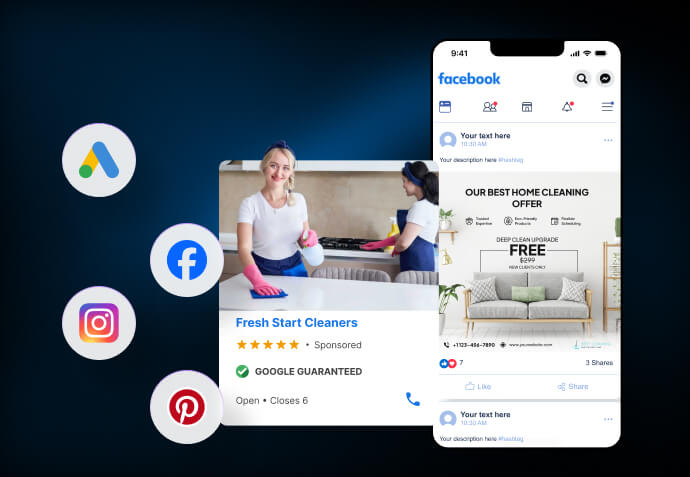 9:41
facebook
Your text here
10:30 AM
Your description here #hashtag
OUR BEST HOME CLEANING
OFFER
Trusted
Expertise
Eco-Friendly
Products
Flexible
Scheduling
DEEP CLEAN UPGRADE
FREE
$299
NEW CLIENTS ONLY
+1123-456-7890
www.yourwebsite.com
7
3 Shares
Like
Share
Your text here
10:30 AM
Your description here #hashtag
Fresh Start Cleaners
• Sponsored
GOOGLE GUARANTEED
Open • Closes 6